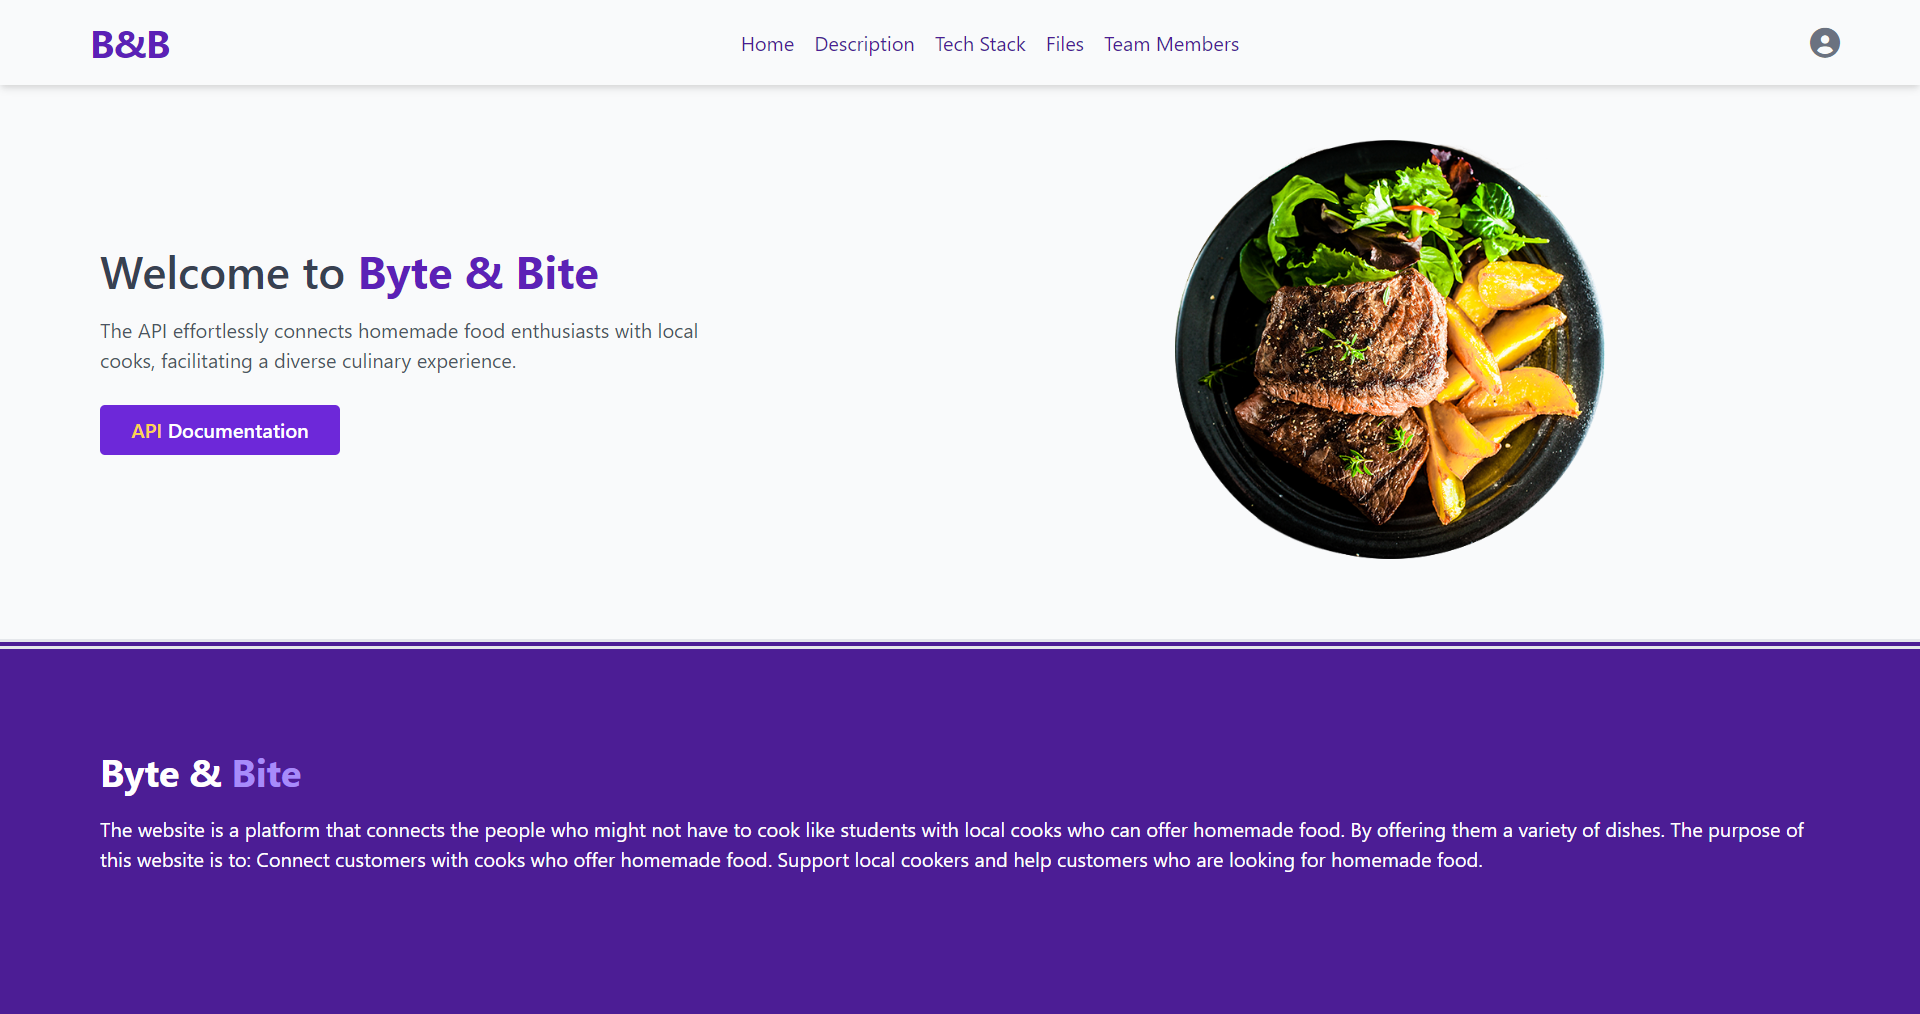 B&B
Home Description Tech Stack Files Team Members
Welcome to Byte & Bite
The API effortlessly connects homemade food enthusiasts with local
cooks, facilitating a diverse culinary experience.
API Documentation
Byte & Bite
The website is a platform that connects the people who might not have to cook like students with local cooks who can offer homemade food. By offering them a variety of dishes. The purpose of
this website is to: Connect customers with cooks who offer homemade food. Support local cookers and help customers who are looking for homemade food.